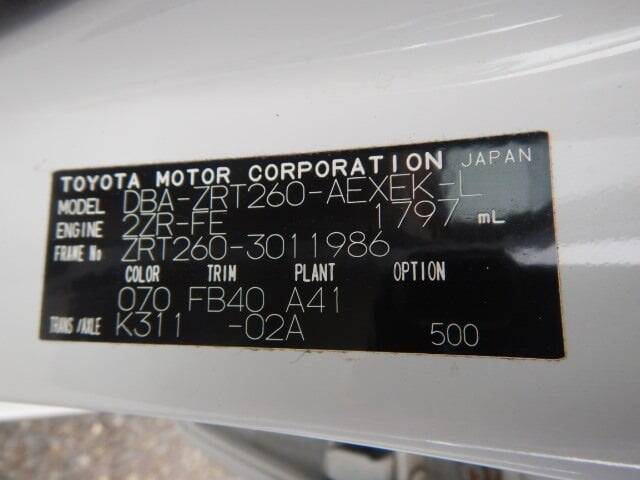 TOYOTA MOTOR CORPORATION JAPAN
MODEL DBA-ZRT260-AEXEK-L
ENGINE 2ZR-FE 1797 mL
FRAME No ZRT260-3011986
COLOR TRIM PLANT OPTION
070 FB40 A41
TRANS/AXLE K311 -02A 500